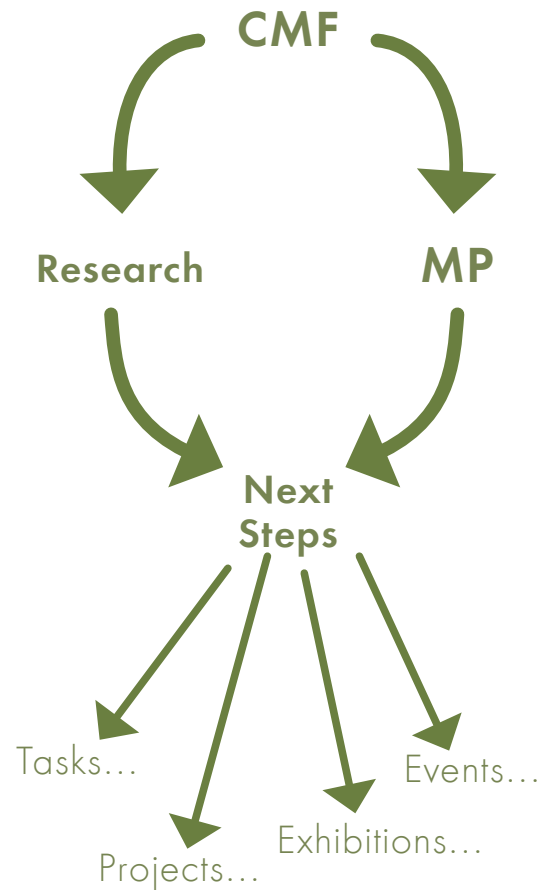 CMF
Research
MP
Next
Steps
Tasks...
Events...
Exhibitions...
Projects...